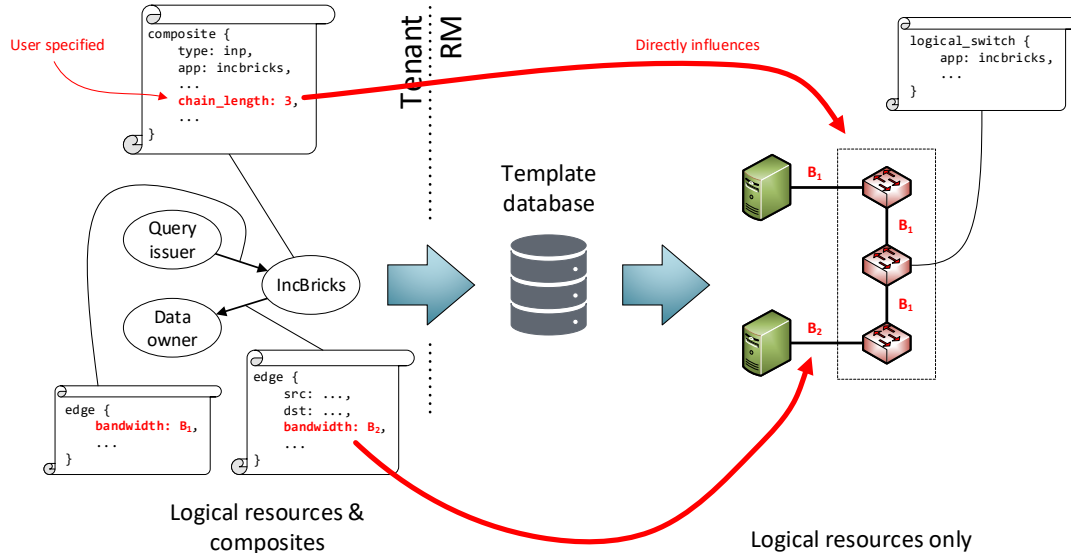 User specified
composite {
type: inp,
app: incbricks,
...
chain_length: 3,
...
}
Tenant
RM
Directly influences
logical_switch {
app: incbricks,
...
}
Template
database
Query
issuer
IncBricks
Data
owner
B₁
B₁
B₁
B₂
edge {
bandwidth: B₁,
...
}
edge {
src: ...,
dst: ...,
bandwidth: B₂,
...
}
Logical resources &
composites
Logical resources only